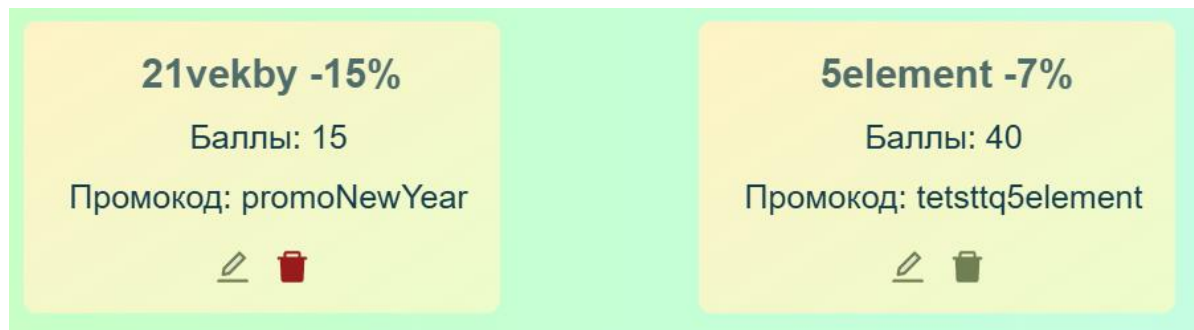 21vekby -15%
Баллы: 15
Промокод: promoNewYear
5element -7%
Баллы: 40
Промокод: tetsttq5element